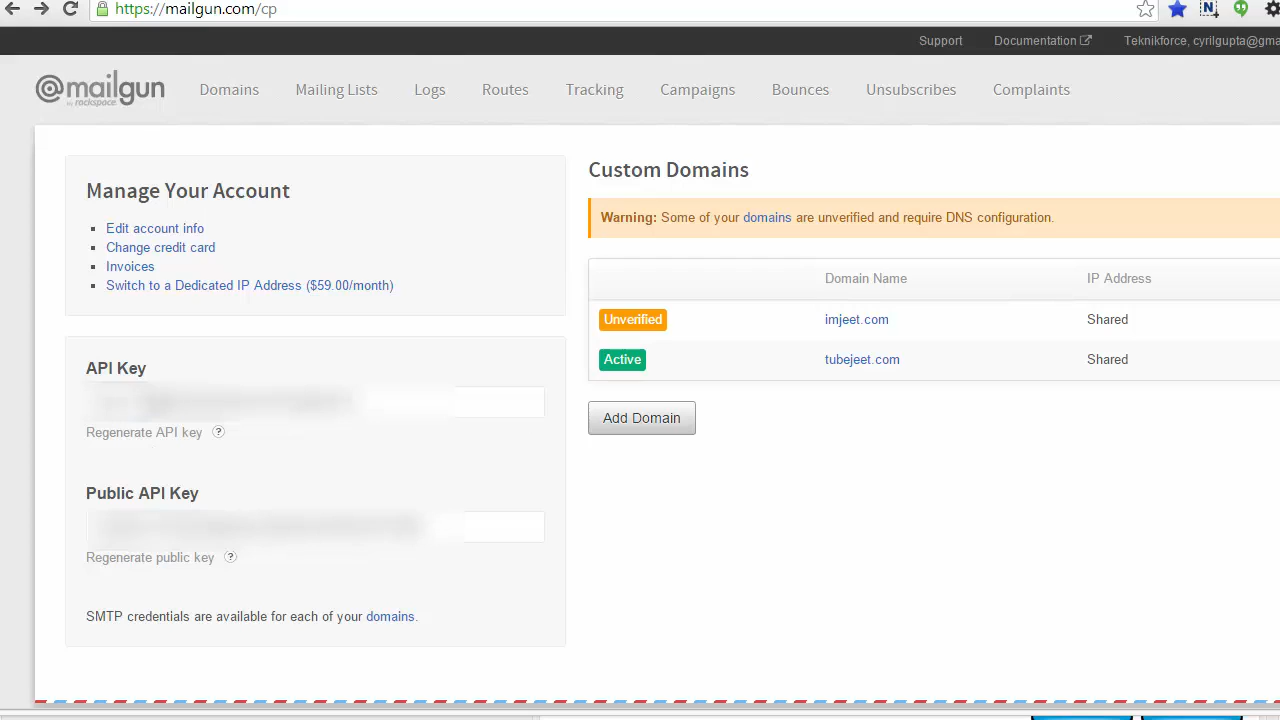 https://mailgun.com/cp
Support Documentation Teknikforce, cyrilgupta@gma
@mailgun
by rackspace
Domains Mailing Lists Logs Routes Tracking Campaigns Bounces Unsubscribes Complaints
Manage Your Account
Edit account info
Change credit card
Invoices
Switch to a Dedicated IP Address ($59.00/month)
API Key
Regenerate API key ?
Public API Key
Regenerate public key ?
SMTP credentials are available for each of your domains.
Custom Domains
Warning: Some of your domains are unverified and require DNS configuration.
Domain Name IP Address
Unverified imjeet.com Shared
Active tubejeet.com Shared
Add Domain